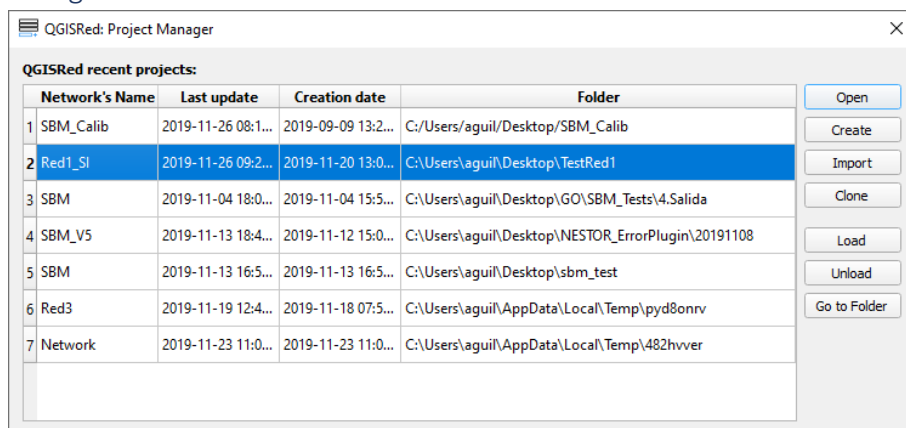 QGISRed: Project Manager
QGISRed recent projects:
Network's Name Last update Creation date Folder Open
1 SBM_Calib 2019-11-26 08:1... 2019-09-09 13:2... C:/Users/aguil/Desktop/SBM_Calib Create
2 Red1_SI 2019-11-26 09:2... 2019-11-20 13:0... C:\Users\aguil\Desktop\TestRed1 Import
3 SBM 2019-11-04 18:0... 2019-11-04 15:5... C:\Users\aguil\Desktop\GO\SBM_Tests\4.Salida Clone
4 SBM_V5 2019-11-13 18:4... 2019-11-12 15:0... C:\Users\aguil\Desktop\NESTOR_ErrorPlugin\20191108 Load
5 SBM 2019-11-13 16:5... 2019-11-13 16:5... C:\Users\aguil\Desktop\sbm_test Unload
6 Red3 2019-11-19 12:4... 2019-11-18 07:5... C:\Users\aguil\AppData\Local\Temp\pyd8onrv Go to Folder
7 Network 2019-11-23 11:0... 2019-11-23 11:0... C:\Users\aguil\AppData\Local\Temp\482hvver